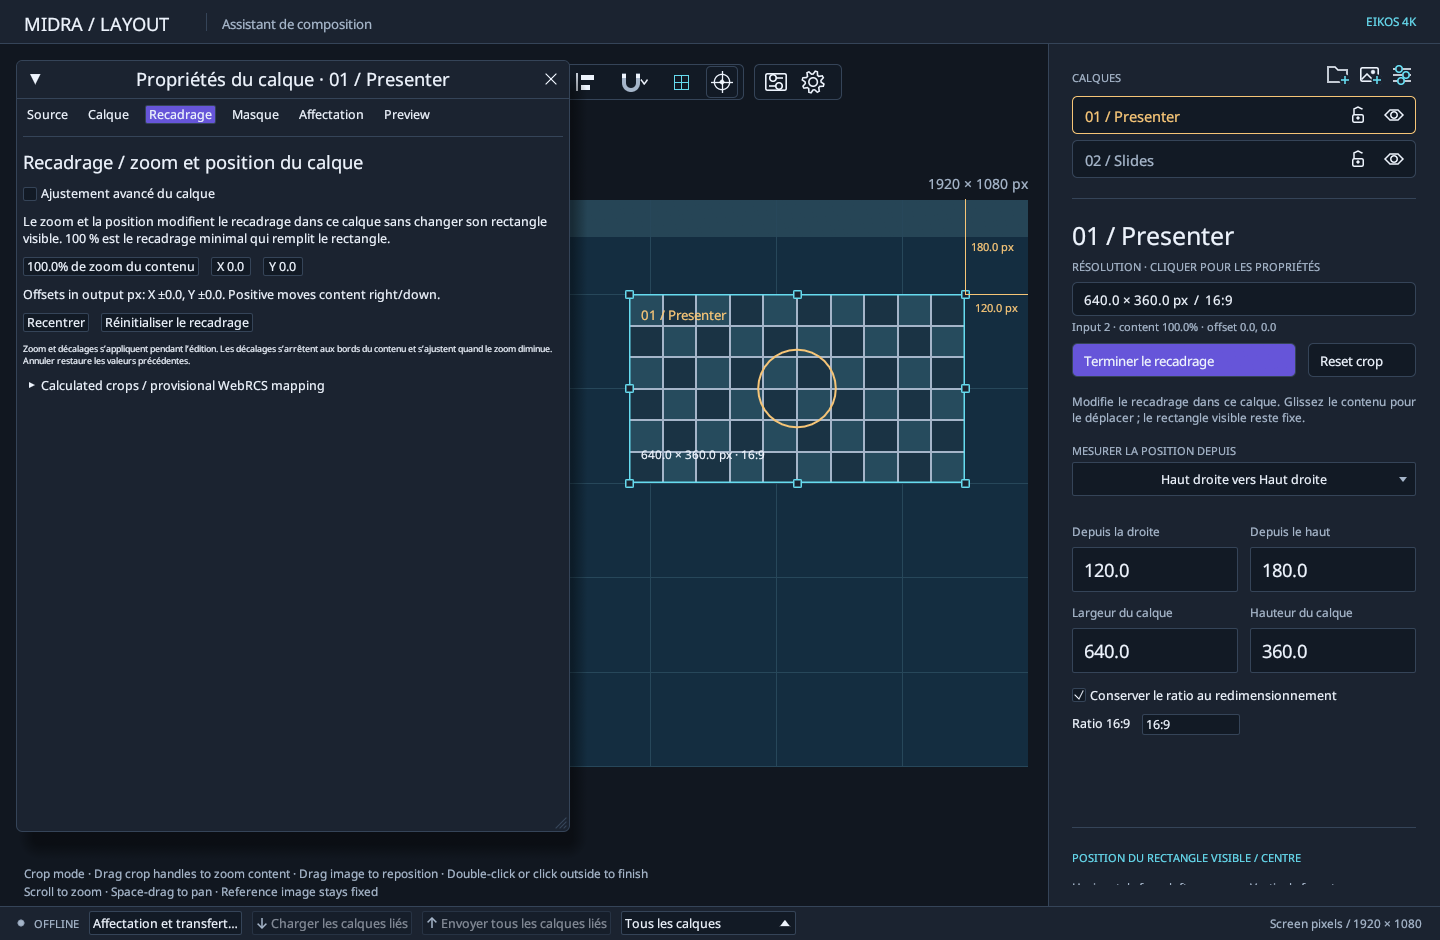 MIDRA / LAYOUT
Assistant de composition
EIKOS 4K
Propriétés du calque · 01 / Presenter
Source Calque Recadrage Masque Affectation Preview
Recadrage / zoom et position du calque
Ajustement avancé du calque
Le zoom et la position modifient le recadrage dans ce calque sans changer son rectangle
visible. 100 % est le recadrage minimal qui remplit le rectangle.
100.0% de zoom du contenu X 0.0 Y 0.0
Offsets in output px: X ±0.0, Y ±0.0. Positive moves content right/down.
Recentrer Réinitialiser le recadrage
Zoom et décalages s’appliquent pendant l’édition. Les décalages s’arrêtent aux bords du contenu et s’ajustent quand le zoom diminue.
Annuler restaure les valeurs précédentes.
Calculated crops / provisional WebRCS mapping
1920 × 1080 px
180.0 px
120.0 px
01 / Presenter
640.0 × 360.0 px · 16:9
CALQUES
01 / Presenter
02 / Slides
01 / Presenter
RÉSOLUTION · CLIQUER POUR LES PROPRIÉTÉS
640.0 × 360.0 px / 16:9
Input 2 · content 100.0% · offset 0.0, 0.0
Terminer le recadrage Reset crop
Modifie le recadrage dans ce calque. Glissez le contenu pour
le déplacer ; le rectangle visible reste fixe.
MESURER LA POSITION DEPUIS
Haut droite vers Haut droite
Depuis la droite Depuis le haut
120.0 180.0
Largeur du calque Hauteur du calque
640.0 360.0
Conserver le ratio au redimensionnement
Ratio 16:9 16:9
POSITION DU RECTANGLE VISIBLE / CENTRE
Crop mode · Drag crop handles to zoom content · Drag image to reposition · Double-click or click outside to finish
Scroll to zoom · Space-drag to pan · Reference image stays fixed
OFFLINE Affectation et transfert... Charger les calques liés Envoyer tous les calques liés Tous les calques Screen pixels / 1920 × 1080